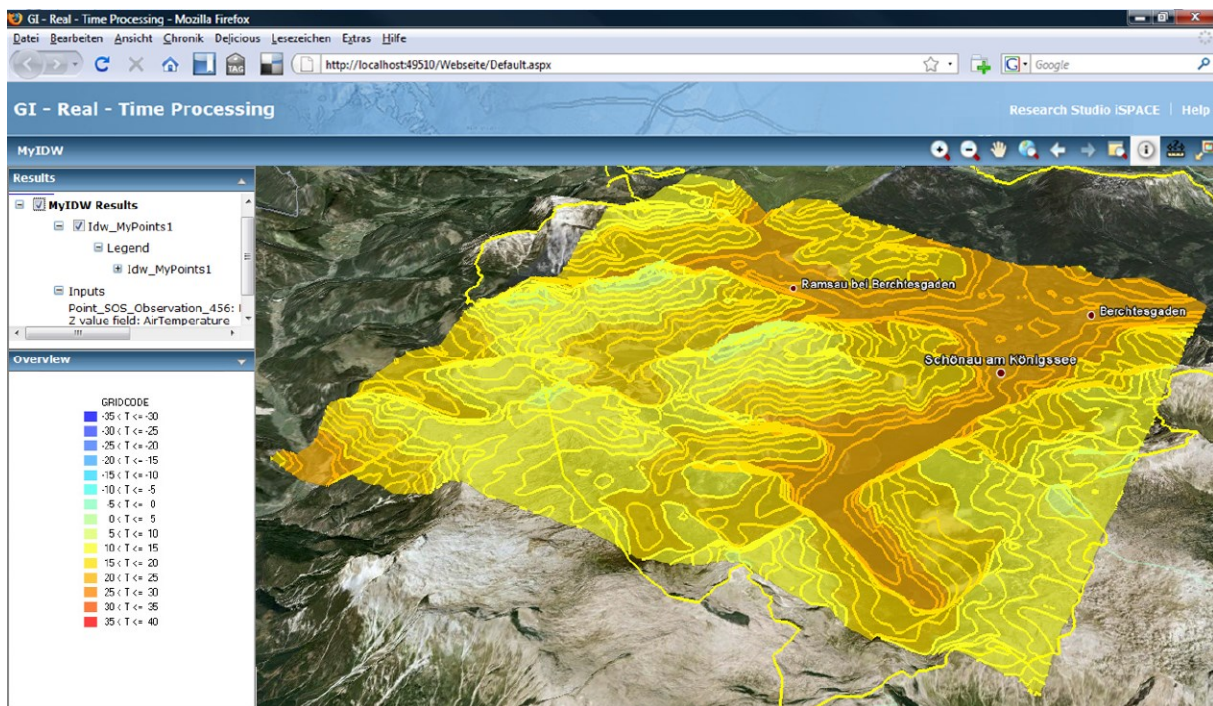 GI - Real - Time Processing - Mozilla Firefox
Datei Bearbeiten Ansicht Chronik Delicious Lesezeichen Extras Hilfe
TAG http://localhost:49510/Webseite/Default.aspx Google
GI - Real - Time Processing
Research Studio iSPACE | Help
MyIDW
Results
MyIDW Results
Idw_MyPoints1
Legend
Idw_MyPoints1
Inputs
Point_SOS_Observation_456:
Z value field: AirTemperature
Overview
GRIDCODE
-35 < T <= -30
-30 < T <= -25
-25 < T <= -20
-20 < T <= -15
-15 < T <= -10
-10 < T <= -5
-5 < T <= 0
0 < T <= 5
5 < T <= 10
10 < T <= 15
15 < T <= 20
20 < T <= 25
25 < T <= 30
30 < T <= 35
35 < T <= 40
Ramsau bei Berchtesgaden
Berchtesgaden
Schönau am Königssee